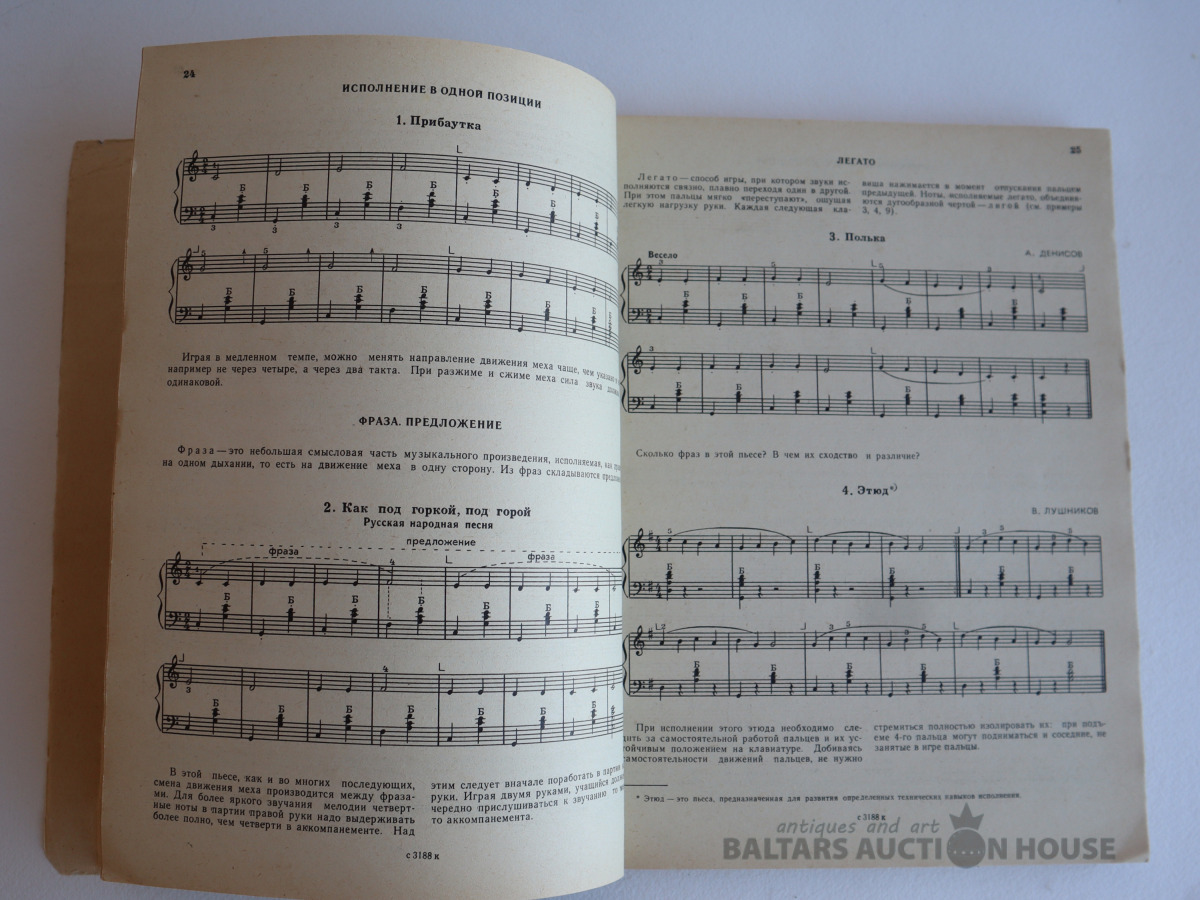 24
ИСПОЛНЕНИЕ В ОДНОЙ ПОЗИЦИИ
1. Прибаутка
Играя в медленном темпе, можно менять направление движения меха чаще, чем
например не через четыре, а через два такта. При разжиме и сжиме меха сила звука
одинаковой.
ФРАЗА. ПРЕДЛОЖЕНИЕ
Фраза — это небольшая смысловая часть музыкального произведения, исполняемая, как
на одном дыхании, то есть на движение меха в одну сторону. Из фраз складываются
2. Как под горкой, под горой
Русская народная песня
предложение
фраза
фраза
В этой пьесе, как и во многих последующих,
смена движения меха производится между фраза-
ми. Для более яркого звучания мелодии четверт-
ные ноты в партии правой руки надо выдерживать
более полно, чем четверти в аккомпанементе. Над
этим следует вначале поработать в партии
руки. Играя двумя руками, учащийся
чередно прислушиваться к звучанию то
то аккомпанемента.
с 3188 к
25
ЛЕГАТО
Легато — способ игры, при котором звуки ис-
полняются связно, плавно переходя один в другой.
При этом пальцы мягко «переступают», ощущая
легкую нагрузку руки. Каждая следующая кла-
виша нажимается в момент отпускания пальцем
предыдущей. Ноты, исполняемые легато, объединя-
ются дугообразной чертой — лигой (см. примеры
3, 4, 9).
3. Полька
Весело
А. ДЕНИСОВ
Сколько фраз в этой пьесе? В чем их сходство и различие?
4. Этюд*)
В. ЛУШНИКОВ
При исполнении этого этюда необходимо сле-
дить за самостоятельной работой пальцев и их ус-
тойчивым положением на клавиатуре. Добиваясь
самостоятельности движений пальцев, не нужно
стремиться полностью изолировать их: при подъ-
еме 4-го пальца могут подниматься и соседние, не
занятые в игре пальцы.
* Этюд — это пьеса, предназначенная для развития определенных технических навыков исполнения.
с 3188 к
antiques and art
BALTARS AUCTION HOUSE